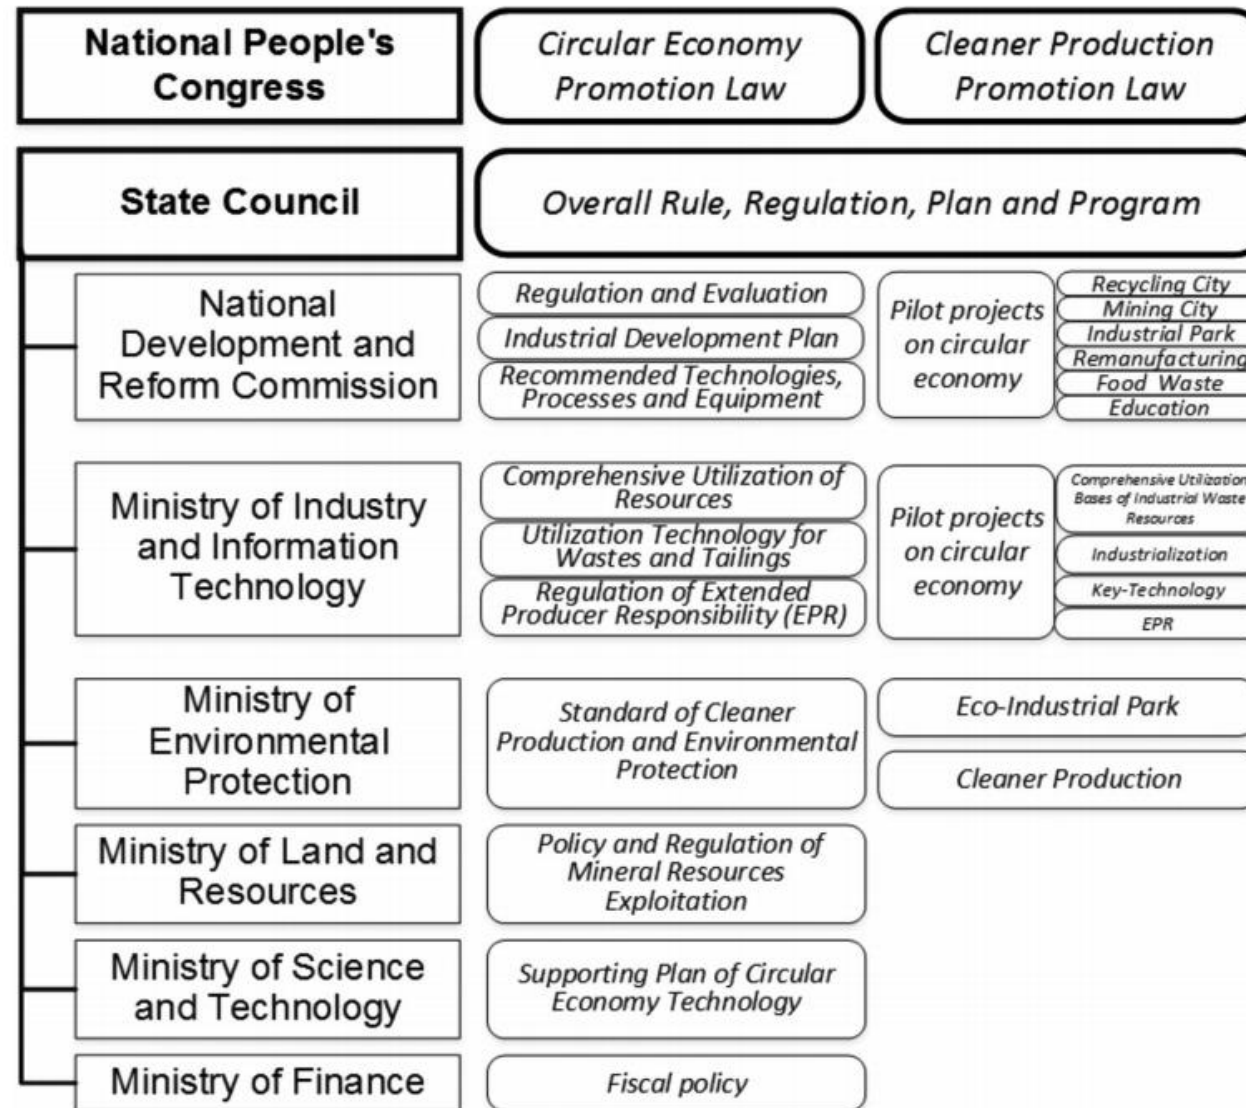 National People's
Congress
Circular Economy
Promotion Law
Cleaner Production
Promotion Law
State Council
Overall Rule, Regulation, Plan and Program
National
Development and
Reform Commission
Regulation and Evaluation
Industrial Development Plan
Recommended Technologies,
Processes and Equipment
Pilot projects
on circular
economy
Recycling City
Mining City
Industrial Park
Remanufacturing
Food Waste
Education
Ministry of Industry
and Information
Technology
Comprehensive Utilization of
Resources
Utilization Technology for
Wastes and Tailings
Regulation of Extended
Producer Responsibility (EPR)
Pilot projects
on circular
economy
Comprehensive Utilization
Bases of Industrial Waste
Resources
Industrialization
Key-Technology
EPR
Ministry of
Environmental
Protection
Standard of Cleaner
Production and Environmental
Protection
Eco-Industrial Park
Cleaner Production
Ministry of Land and
Resources
Policy and Regulation of
Mineral Resources
Exploitation
Ministry of Science
and Technology
Supporting Plan of Circular
Economy Technology
Ministry of Finance
Fiscal policy